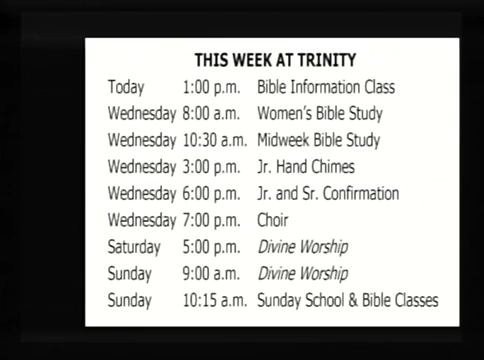 THIS WEEK AT TRINITY
Today 1:00 p.m. Bible Information Class
Wednesday 8:00 a.m. Women's Bible Study
Wednesday 10:30 a.m. Midweek Bible Study
Wednesday 3:00 p.m. Jr. Hand Chimes
Wednesday 6:00 p.m. Jr. and Sr. Confirmation
Wednesday 7:00 p.m. Choir
Saturday 5:00 p.m. Divine Worship
Sunday 9:00 a.m. Divine Worship
Sunday 10:15 a.m. Sunday School & Bible Classes